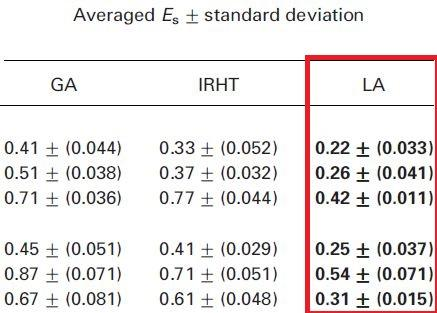 Averaged Es ± standard deviation
GA IRHT LA
0.41 ± (0.044) 0.33 ± (0.052) 0.22 ± (0.033)
0.51 ± (0.038) 0.37 ± (0.032) 0.26 ± (0.041)
0.71 ± (0.036) 0.77 ± (0.044) 0.42 ± (0.011)
0.45 ± (0.051) 0.41 ± (0.029) 0.25 ± (0.037)
0.87 ± (0.071) 0.71 ± (0.051) 0.54 ± (0.071)
0.67 ± (0.081) 0.61 ± (0.048) 0.31 ± (0.015)